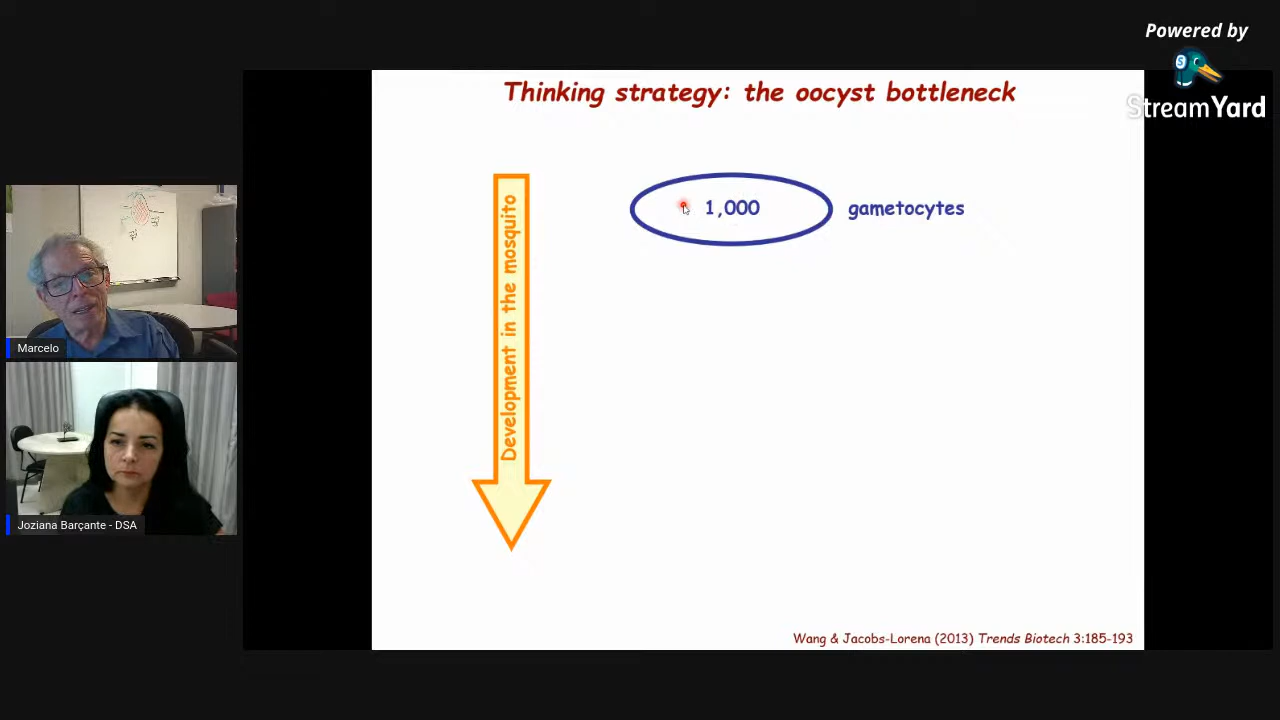 Powered by
StreamYard
Thinking strategy: the oocyst bottleneck
Development in the mosquito
1,000
gametocytes
Marcelo
Joziana Barçante - DSA
Wang & Jacobs-Lorena (2013) Trends Biotech 3:185-193